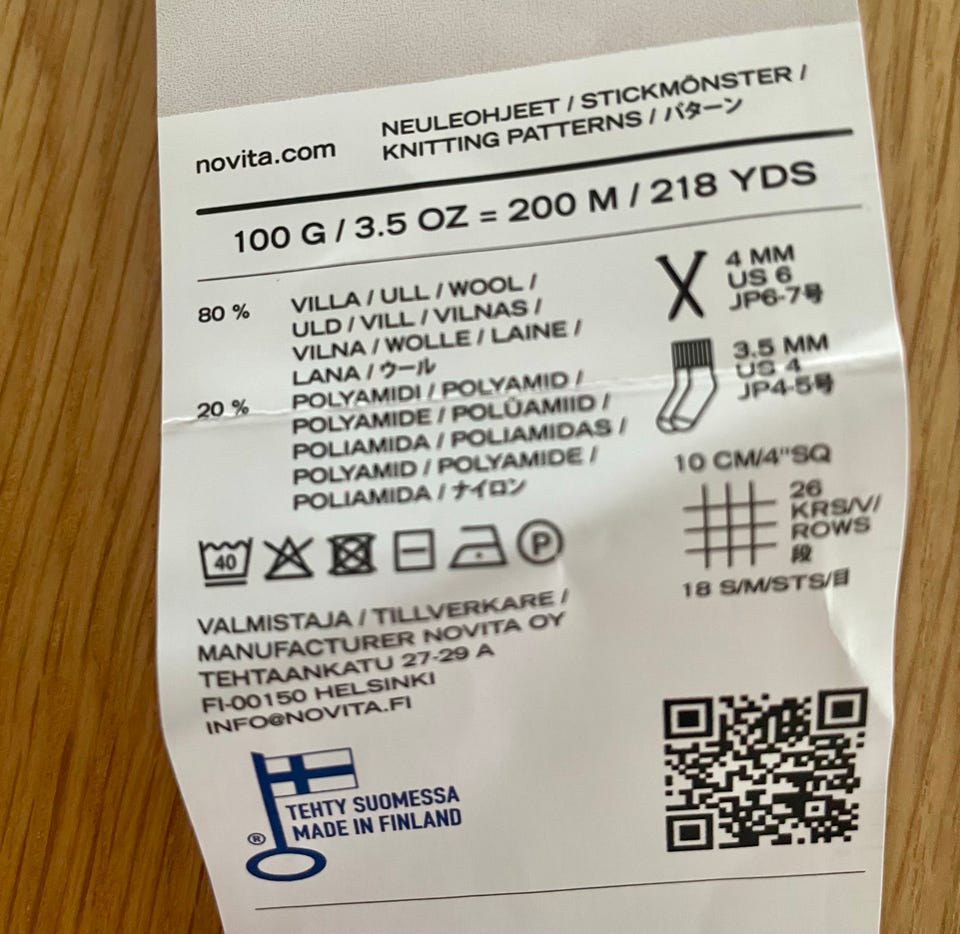 novita.com
NEULEOHJEET / STICKMÖNSTER /
KNITTING PATTERNS / パターン
100 G / 3.5 OZ = 200 M / 218 YDS
80 %
VILLA / ULL / WOOL /
ULD / VILL / VILNAS /
VILNA / WOLLE / LAINE /
LANA / ウール
20 %
POLYAMIDI / POLYAMID /
POLYAMIDE / POLÜAMIID /
POLIAMIDA / POLIAMIDAS /
POLYAMID / POLYAMIDE /
POLIAMIDA / ナイロン
4 MM
US 6
JP6-7号
3.5 MM
US 4
JP4-5号
10 CM/4"SQ
26
KRS/V/
ROWS
段
18 S/M/STS/目
40
P
VALMISTAJA / TILLVERKARE /
MANUFACTURER NOVITA OY
TEHTAANKATU 27-29 A
FI-00150 HELSINKI
INFO@NOVITA.FI
TEHTY SUOMESSA
MADE IN FINLAND
®